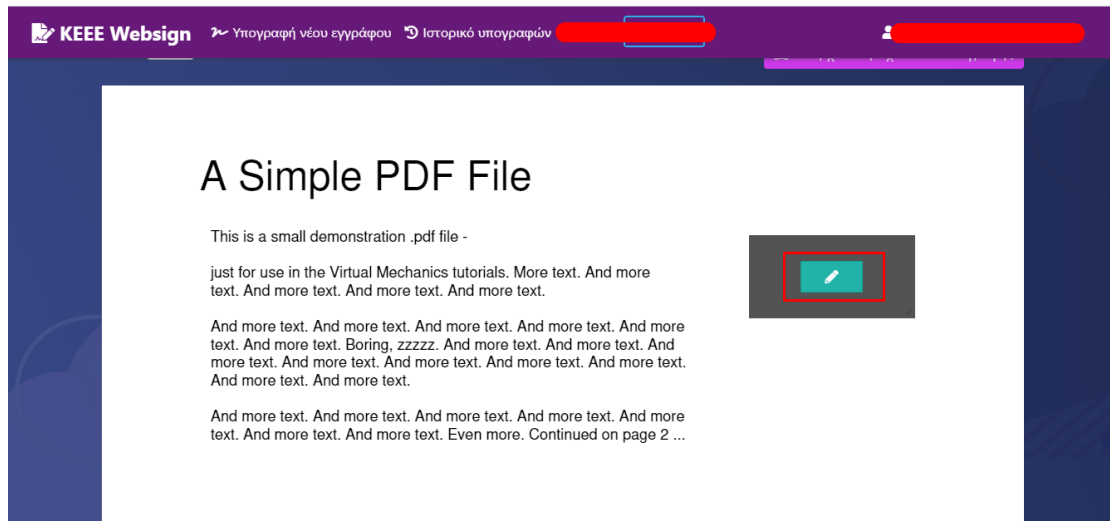 KEEE Websign Υπογραφή νέου εγγράφου Ιστορικό υπογραφών
A Simple PDF File
This is a small demonstration .pdf file -
just for use in the Virtual Mechanics tutorials. More text. And more
text. And more text. And more text. And more text.
And more text. And more text. And more text. And more text. And more
text. And more text. Boring, zzzzz. And more text. And more text. And
more text. And more text. And more text. And more text. And more text.
And more text. And more text.
And more text. And more text. And more text. And more text. And more
text. And more text. And more text. Even more. Continued on page 2 ...